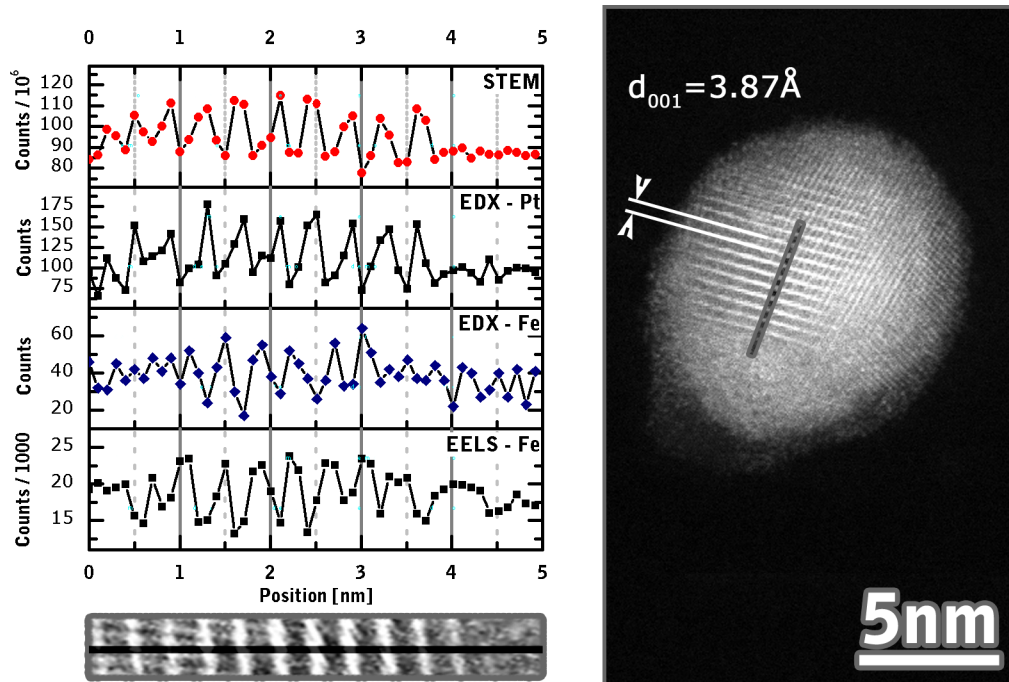 0 1 2 3 4 5
STEM
Counts / 10⁶
120
110
100
90
80
EDX - Pt
Counts
175
150
125
100
75
EDX - Fe
Counts
60
40
20
EELS - Fe
Counts / 1000
25
20
15
0 1 2 3 4 5
Position [nm]
d₀₀₁=3.87Å
5nm